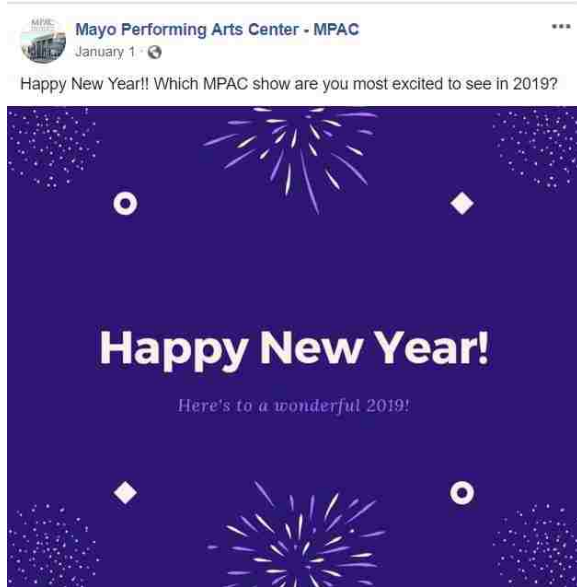 MPAC
Mayo Performing Arts Center - MPAC
January 1 ·
Happy New Year!! Which MPAC show are you most excited to see in 2019?
Happy New Year!
Here's to a wonderful 2019!